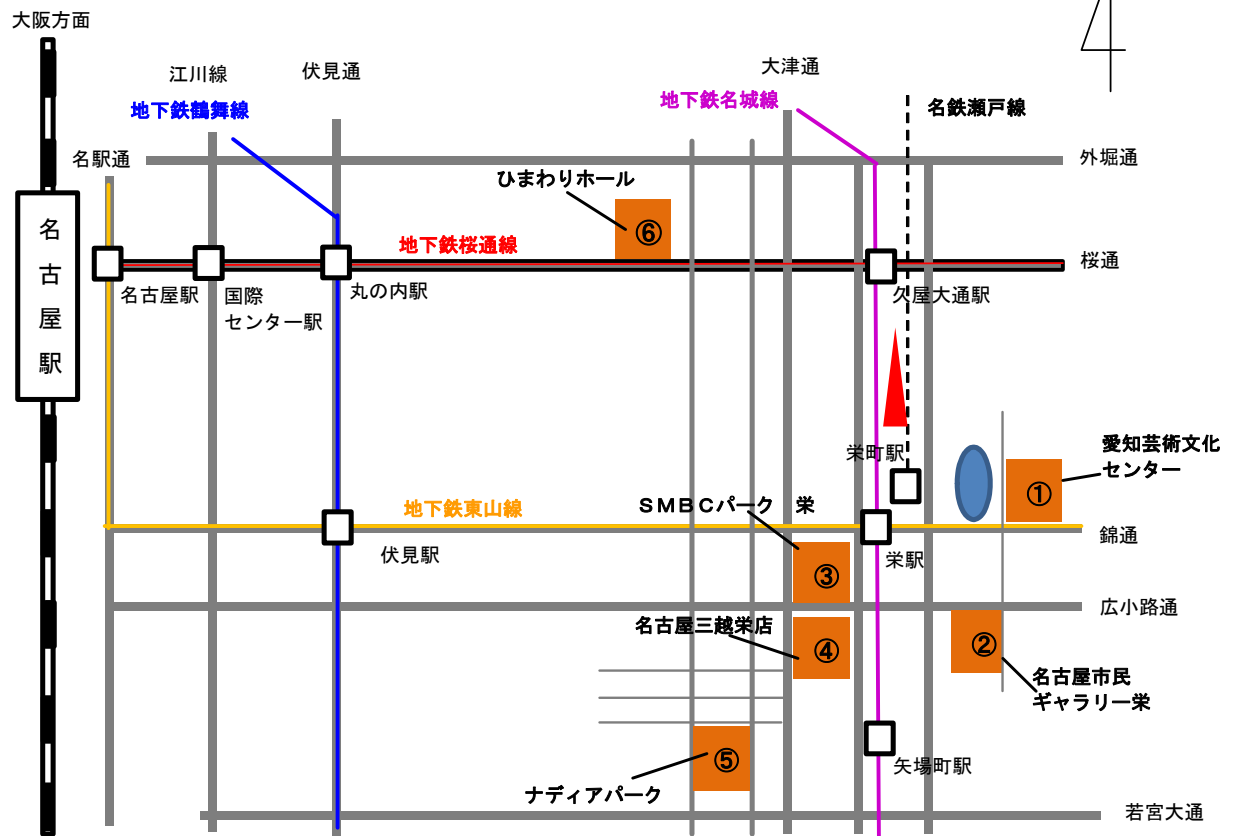 大阪方面
江川線
伏見通
大津通
地下鉄鶴舞線
地下鉄名城線
名鉄瀬戸線
名駅通
外堀通
ひまわりホール
⑥
名古屋駅
地下鉄桜通線
桜通
名古屋駅
国際
センター駅
丸の内駅
久屋大通駅
愛知芸術文化
センター
①
栄町駅
地下鉄東山線
SMBCパーク 栄
伏見駅
栄駅
錦通
③
広小路通
名古屋三越栄店
④
②
名古屋市民
ギャラリー栄
⑤
ナディアパーク
矢場町駅
若宮大通